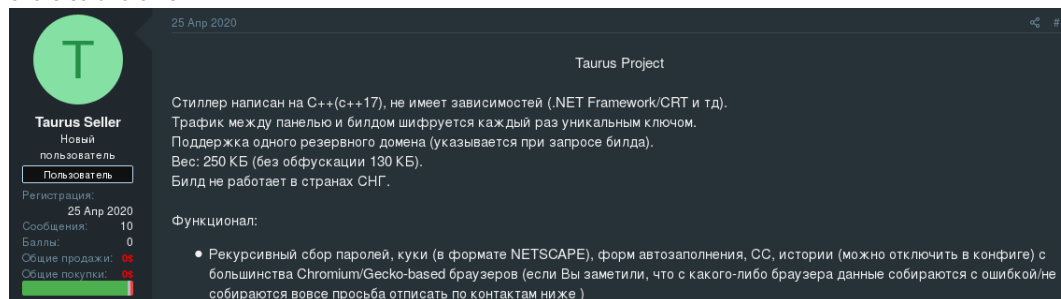 25 Апр 2020
#
T
Taurus Project
Стиллер написан на C++(c++17), не имеет зависимостей (.NET Framework/CRT и тд).
Taurus Seller
Трафик между панелью и билдом шифруется каждый раз уникальным ключом.
Новый
Поддержка одного резервного домена (указывается при запросе билда).
пользователь
Вес: 250 КБ (без обфускации 130 КБ).
Пользователь
Билд не работает в странах СНГ.
Регистрация:
25 Апр 2020
Сообщения: 10
Функционал:
Баллы: 0
Общие продажи: 0$
Общие покупки: 0$
• Рекурсивный сбор паролей, куки (в формате NETSCAPE), форм автозаполнения, CC, истории (можно отключить в конфиге) с
большинства Chromium/Gecko-based браузеров (если Вы заметили, что с какого-либо браузера данные собираются с ошибкой/не
собираются вовсе просьба отписать по контактам ниже )